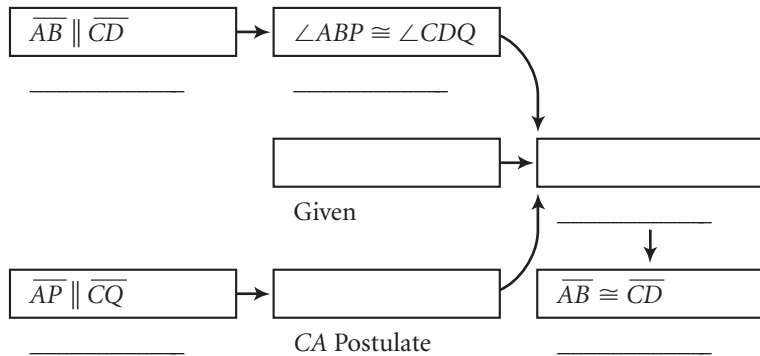 AB ∥ CD
∠ABP ≅ ∠CDQ
Given
AP ∥ CQ
CA Postulate
AB ≅ CD